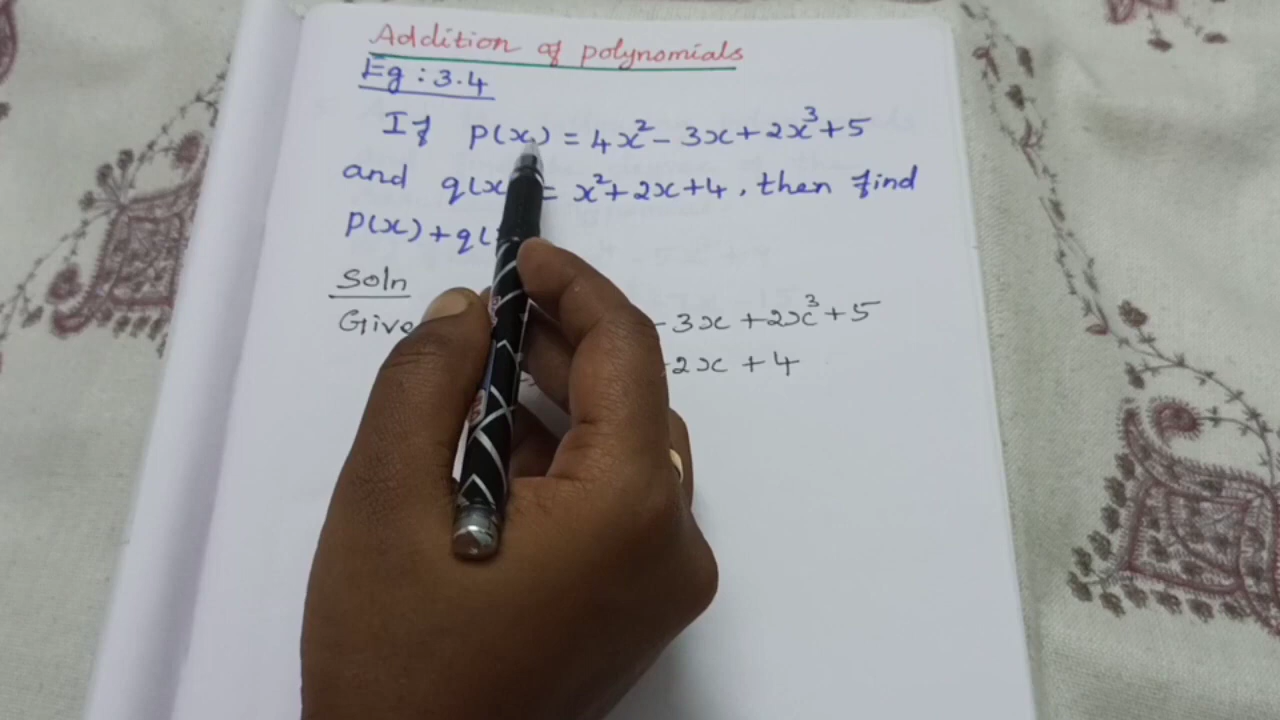 Addition of polynomials
Eg : 3.4
If p(x) = 4x² - 3x + 2x³ + 5
and q(x = x² + 2x + 4, then find
p(x) + q(
Soln
Give - 3x + 2x³ + 5
2x + 4